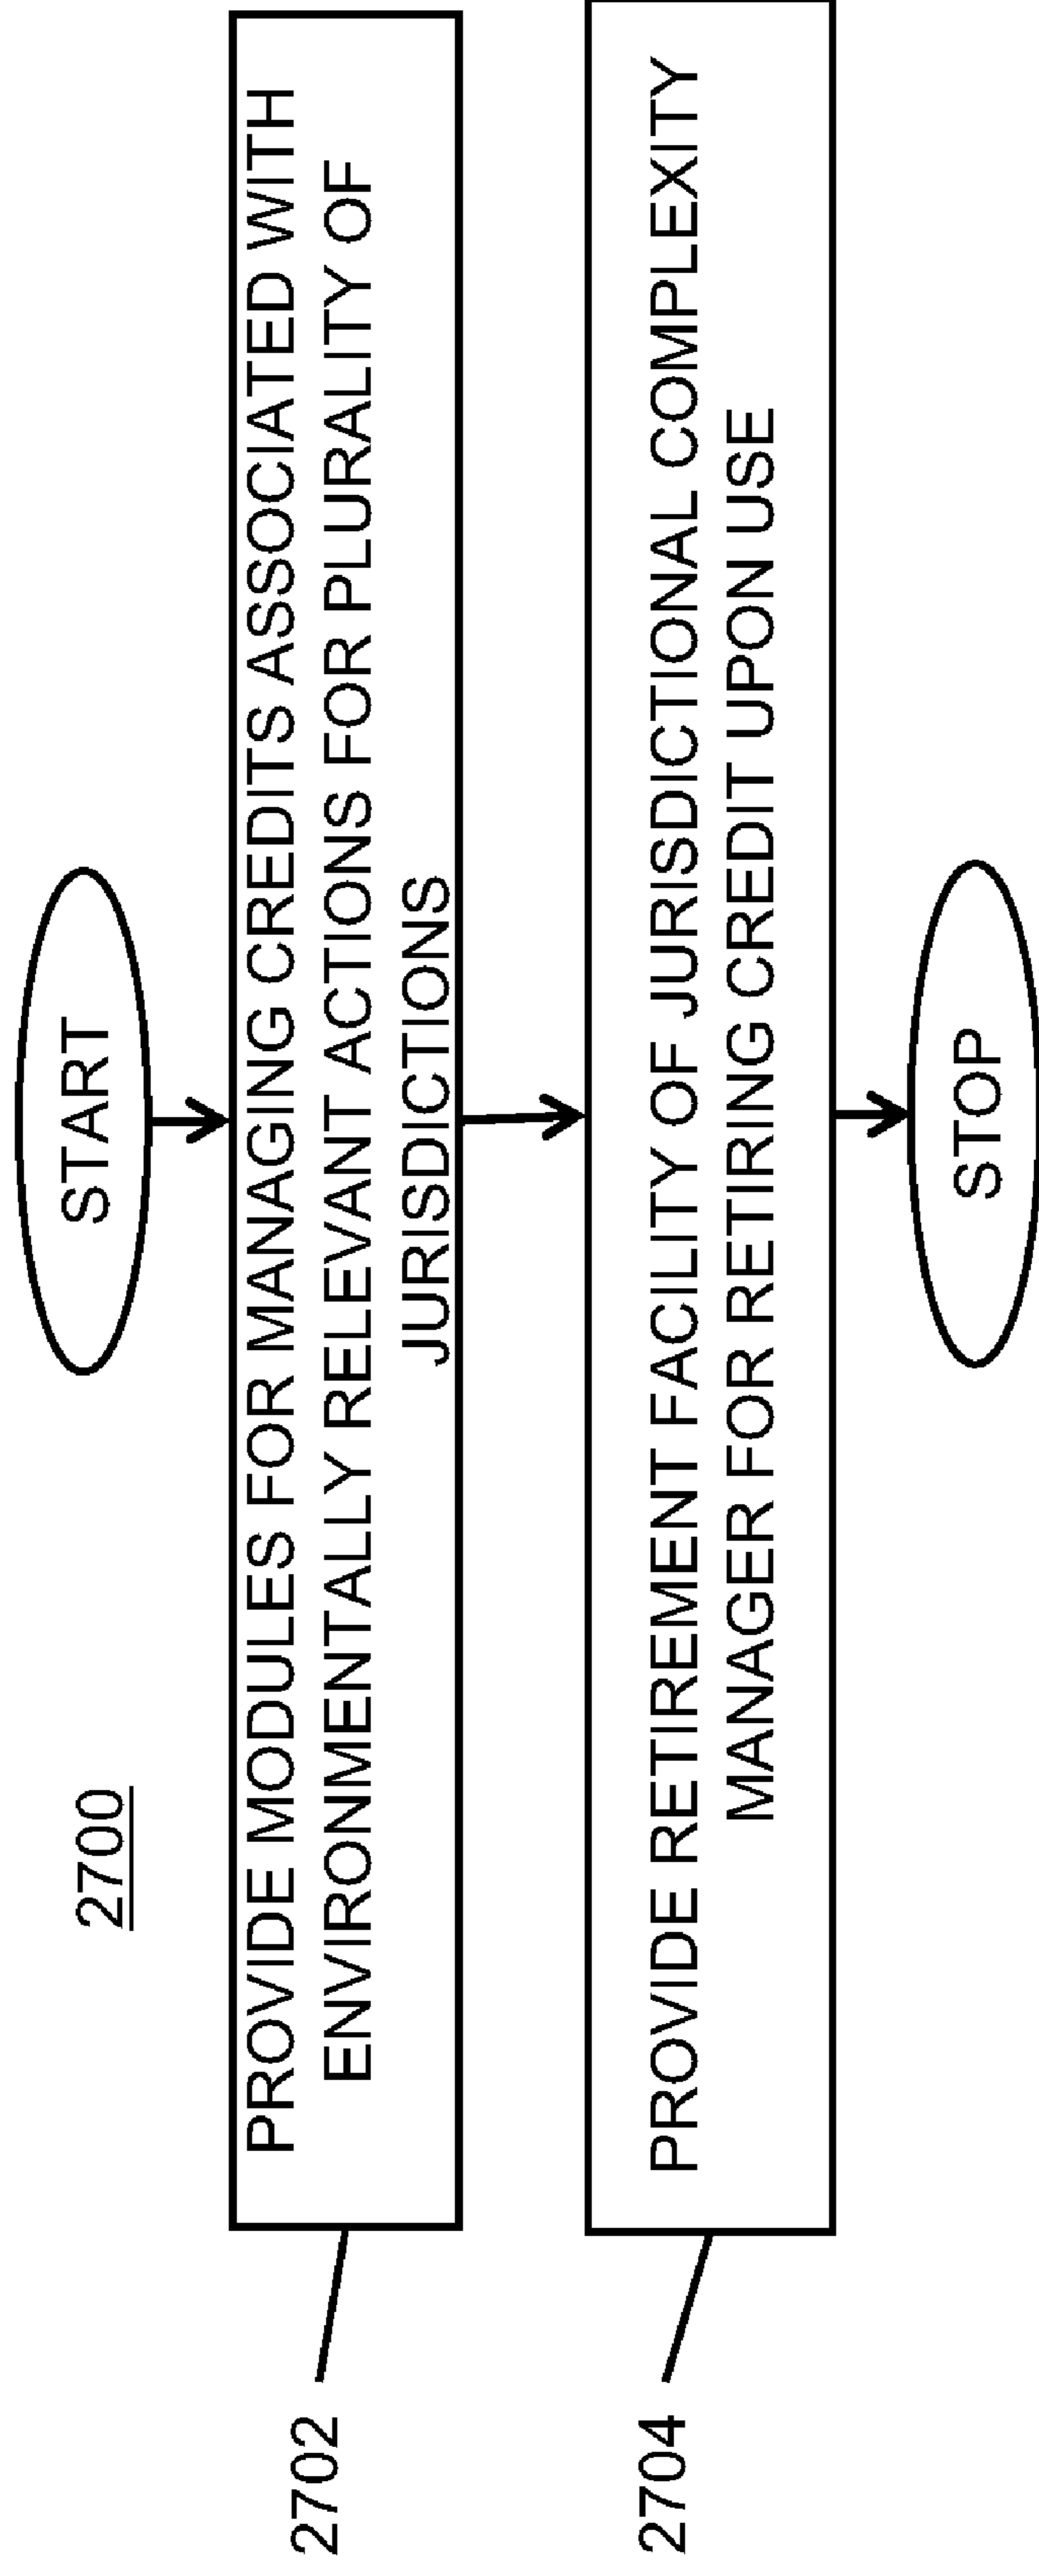 2700
START
PROVIDE MODULES FOR MANAGING CREDITS ASSOCIATED WITH
ENVIRONMENTALLY RELEVANT ACTIONS FOR PLURALITY OF
JURISDICTIONS
2702
PROVIDE RETIREMENT FACILITY OF JURISDICTIONAL COMPLEXITY
MANAGER FOR RETIRING CREDIT UPON USE
2704
STOP